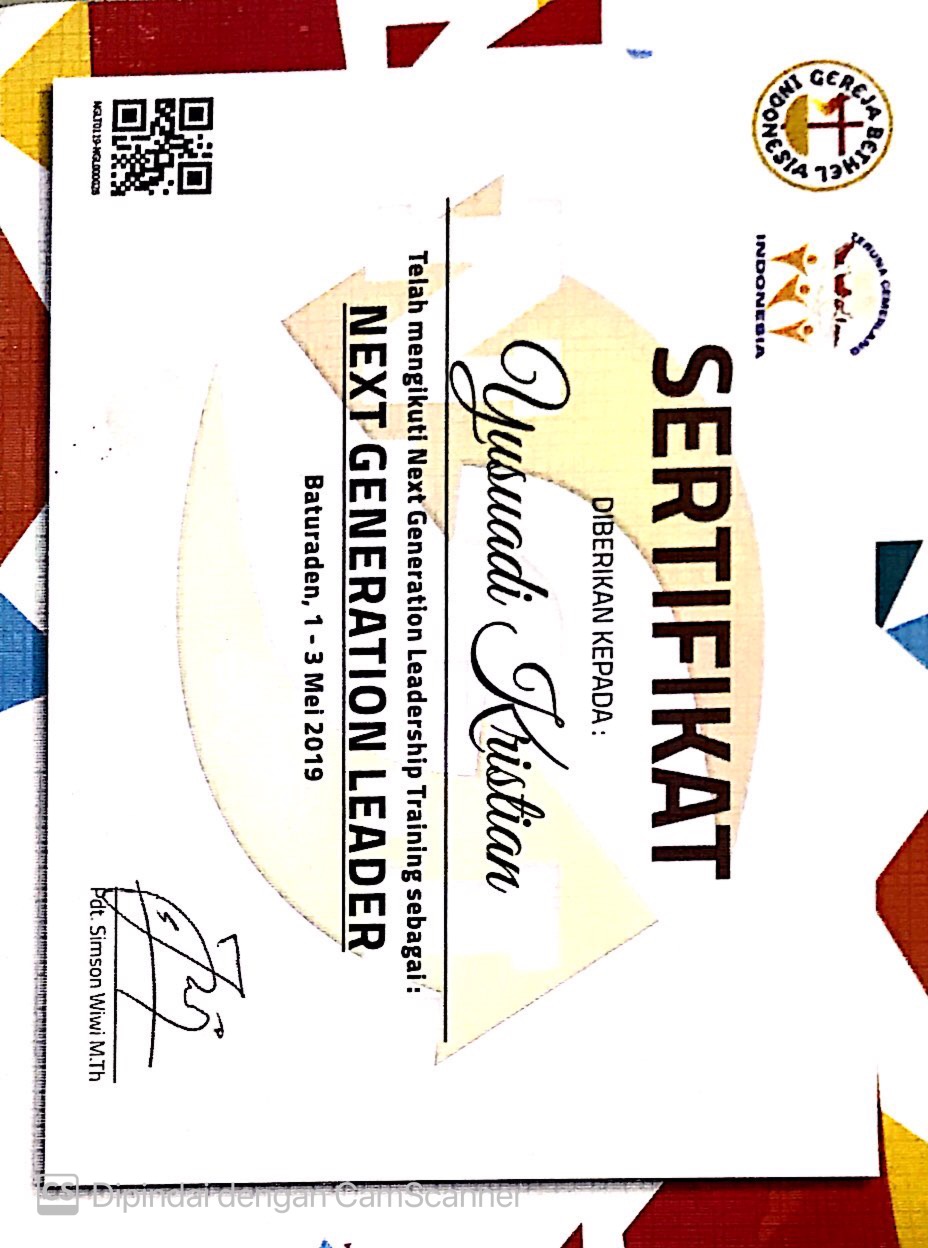 GEREJA BETHEL INDONESIA
TERUNA CEMERLANG
INDONESIA
SERTIFIKAT
DIBERIKAN KEPADA :
Yusuadi Kristian
Telah mengikuti Next Generation Leadership Training sebagai :
NEXT GENERATION LEADER
Baturaden, 1 - 3 Mei 2019
NGLT0119-NGL000028
Pdt. Simson Wiwi M.Th
CS Dipindai dengan CamScanner